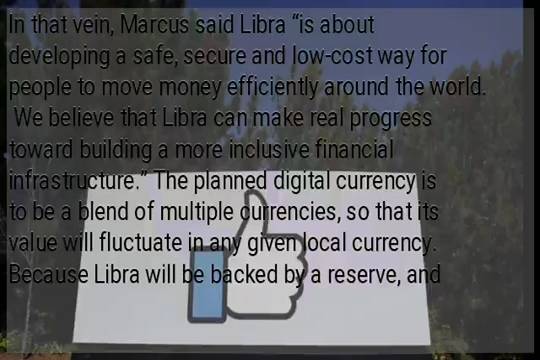 In that vein, Marcus said Libra “is about
developing a safe, secure and low-cost way for
people to move money efficiently around the world.
We believe that Libra can make real progress
toward building a more inclusive financial
infrastructure.” The planned digital currency is
to be a blend of multiple currencies, so that its
value will fluctuate in any given local currency.
Because Libra will be backed by a reserve, and